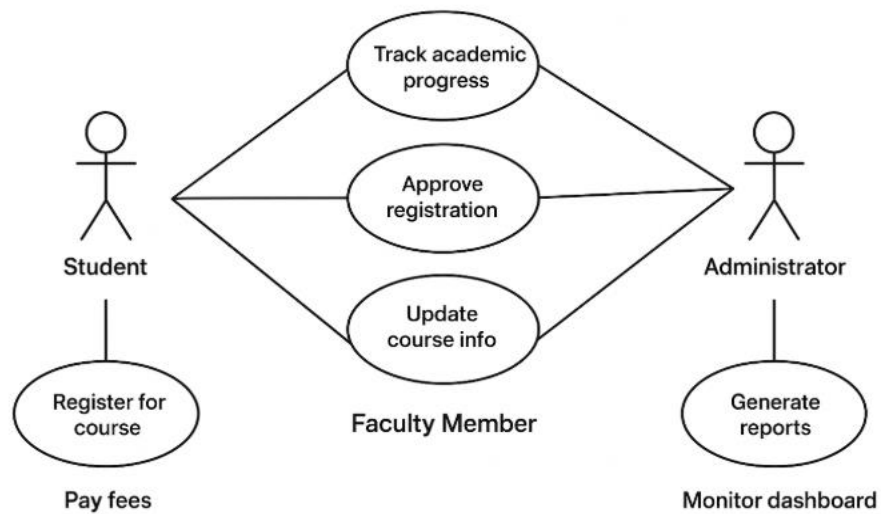 Track academic
progress
Approve
registration
Student
Administrator
Update
course info
Register for
course
Faculty Member
Generate
reports
Pay fees
Monitor dashboard